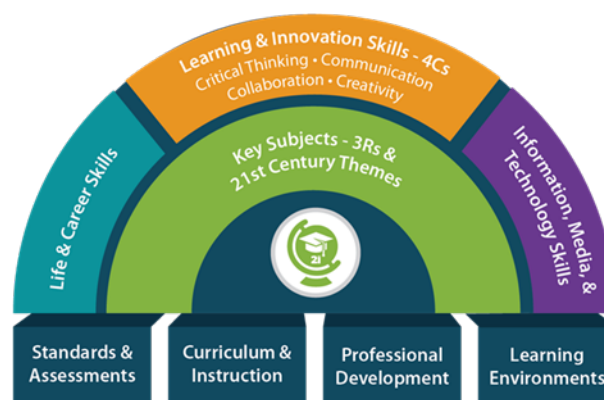 Learning & Innovation Skills - 4Cs
Critical Thinking • Communication
Collaboration • Creativity
Life & Career Skills
Key Subjects - 3Rs &
21st Century Themes
Information, Media, &
Technology Skills
21
Standards &
Assessments
Curriculum &
Instruction
Professional
Development
Learning
Environments